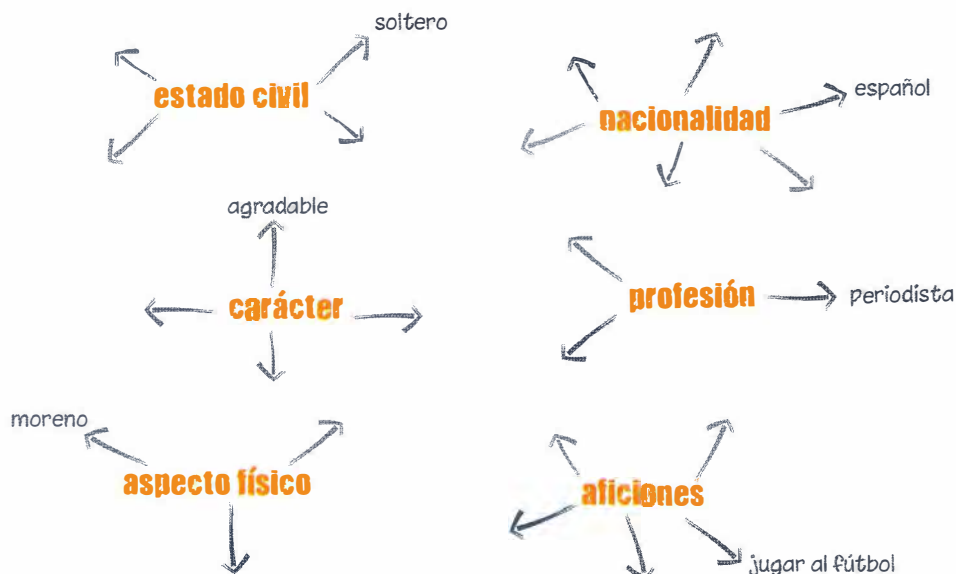 soltero
estado civil
español
nacionalidad
agradable
carácter
profesión
periodista
moreno
aspecto físico
aficiones
jugar al fútbol